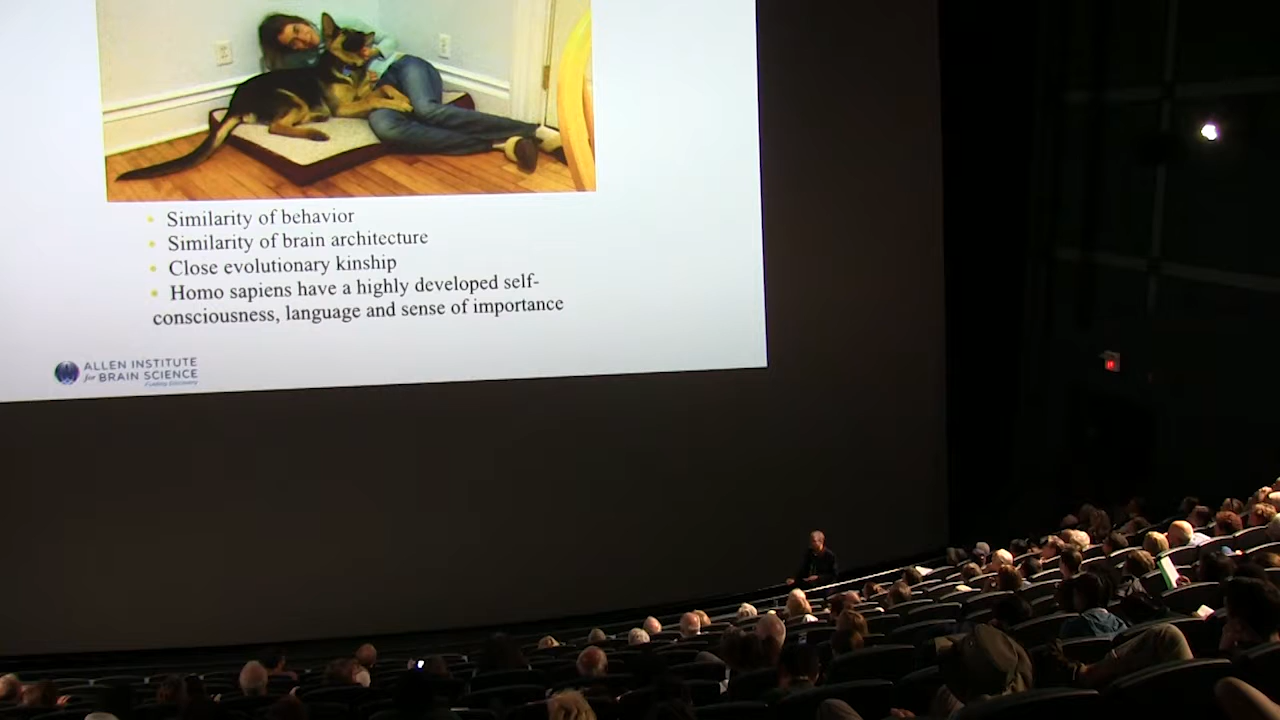 • Similarity of behavior
• Similarity of brain architecture
• Close evolutionary kinship
• Homo sapiens have a highly developed self-
consciousness, language and sense of importance
ALLEN INSTITUTE
for BRAIN SCIENCE